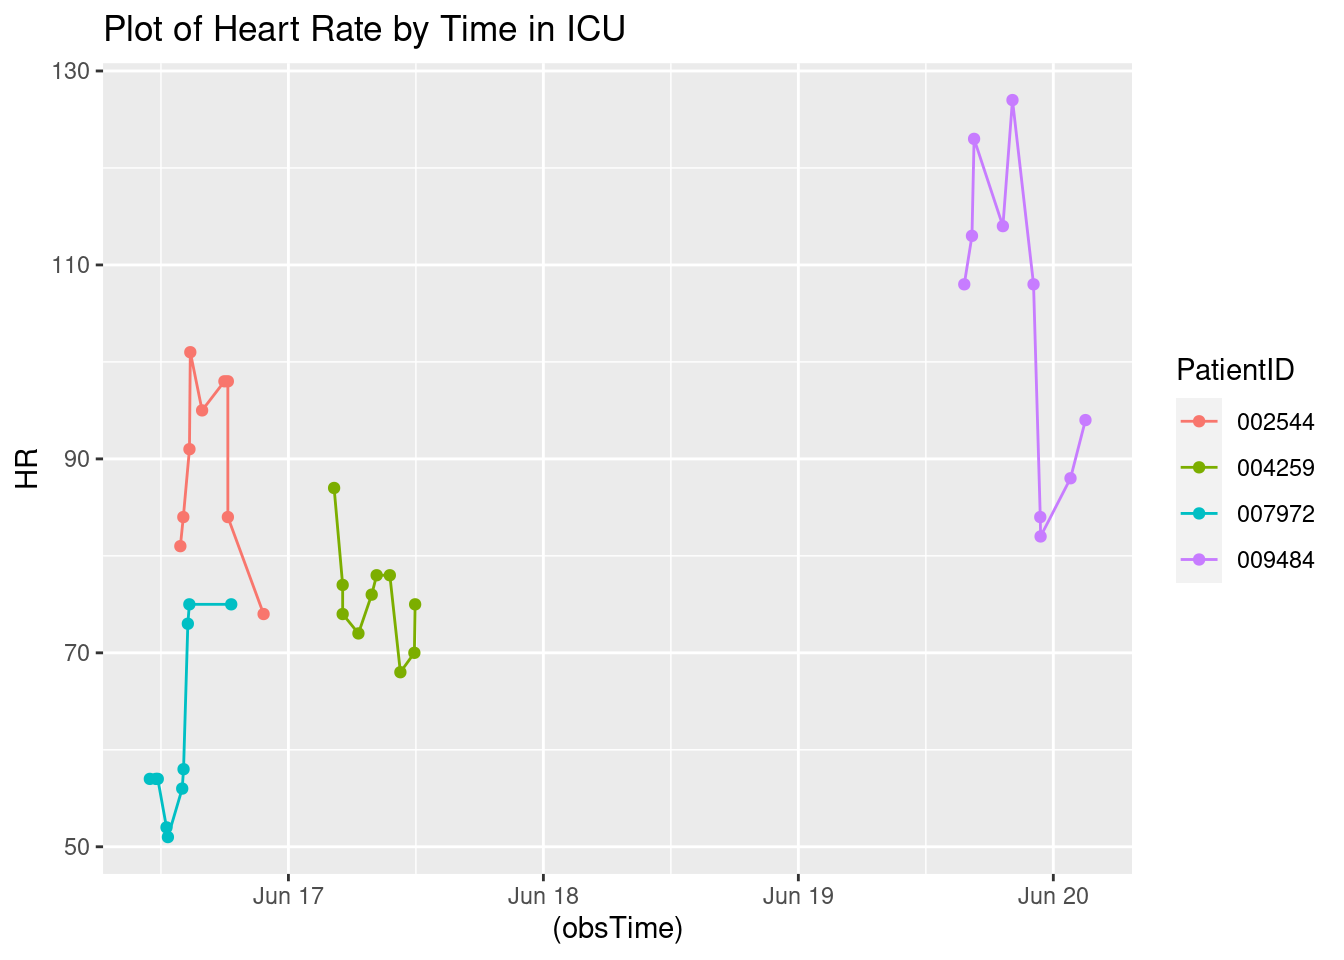 Plot of Heart Rate by Time in ICU
130
110
90
70
50
HR
Jun 17 Jun 18 Jun 19 Jun 20
(obsTime)
PatientID
002544
004259
007972
009484